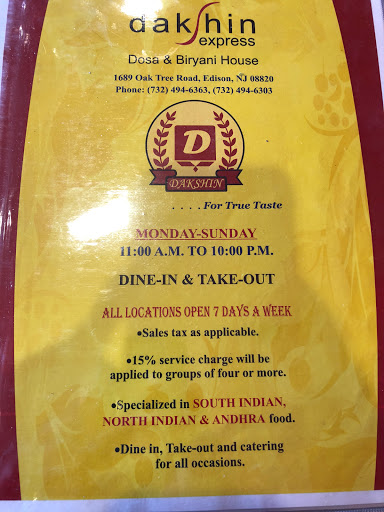 dakshin
express
Dosa & Biryani House
1689 Oak Tree Road, Edison, NJ 08820
Phone: (732) 494-6363, (732) 494-6303
D
DAKSHIN
. . . . For True Taste
MONDAY-SUNDAY
11:00 A.M. TO 10:00 P.M.
DINE-IN & TAKE-OUT
ALL LOCATIONS OPEN 7 DAYS A WEEK
•Sales tax as applicable.
•15% service charge will be
applied to groups of four or more.
•Specialized in SOUTH INDIAN,
NORTH INDIAN & ANDHRA food.
•Dine in, Take-out and catering
for all occasions.